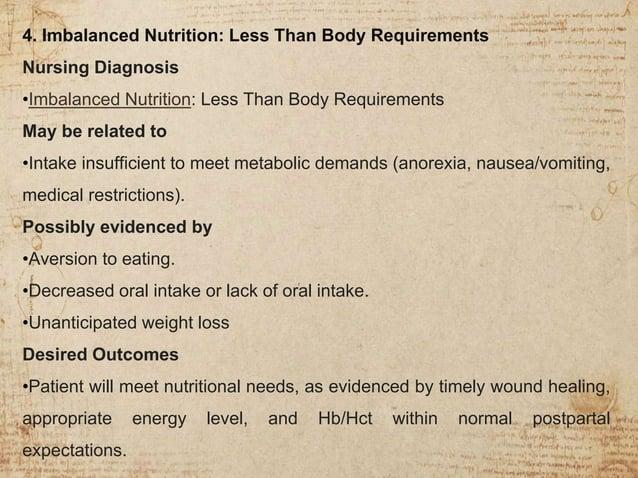 4. Imbalanced Nutrition: Less Than Body Requirements
Nursing Diagnosis
•Imbalanced Nutrition: Less Than Body Requirements
May be related to
•Intake insufficient to meet metabolic demands (anorexia, nausea/vomiting,
medical restrictions).
Possibly evidenced by
•Aversion to eating.
•Decreased oral intake or lack of oral intake.
•Unanticipated weight loss
Desired Outcomes
•Patient will meet nutritional needs, as evidenced by timely wound healing,
appropriate energy level, and Hb/Hct within normal postpartal
expectations.